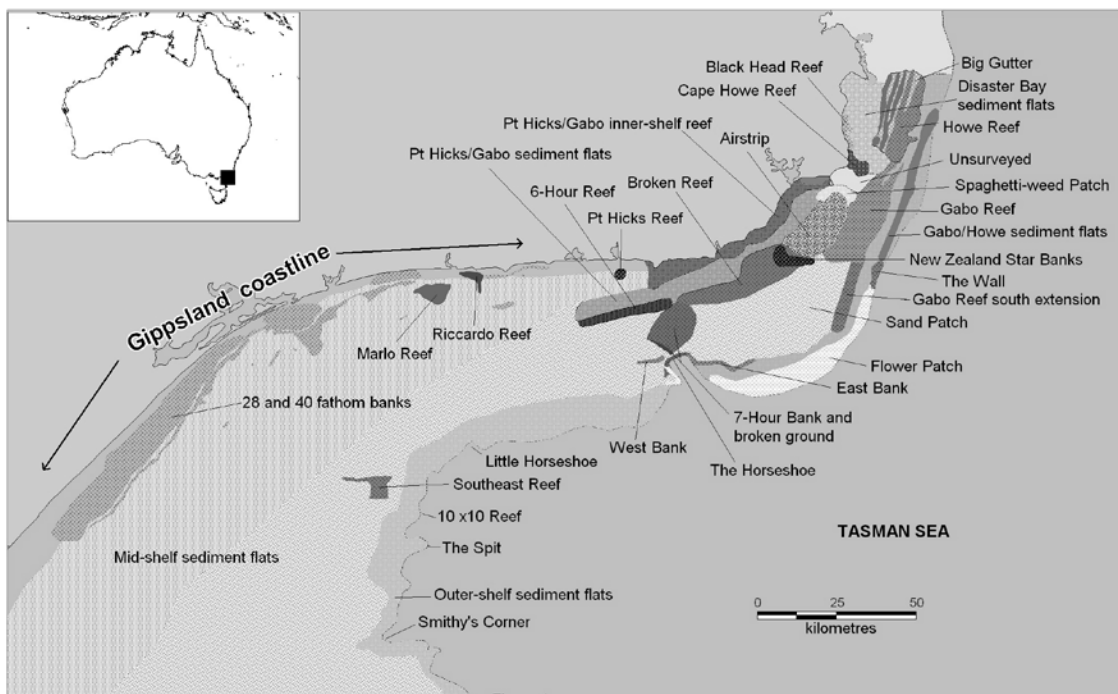 Big Gutter
Black Head Reef
Disaster Bay
sediment flats
Cape Howe Reef
Howe Reef
Pt Hicks/Gabo inner-shelf reef
Airstrip
Pt Hicks/Gabo sediment flats
Unsurveyed
6-Hour Reef
Broken Reef
Spaghetti-weed Patch
Pt Hicks Reef
Gabo Reef
Gabo/Howe sediment flats
New Zealand Star Banks
The Wall
Gabo Reef south extension
Sand Patch
Gippsland coastline
Riccardo Reef
Marlo Reef
Flower Patch
East Bank
28 and 40 fathom banks
7-Hour Bank and
broken ground
West Bank
The Horseshoe
Little Horseshoe
Southeast Reef
10 x10 Reef
TASMAN SEA
The Spit
Mid-shelf sediment flats
Outer-shelf sediment flats
Smithy's Corner
0 25 50
kilometres